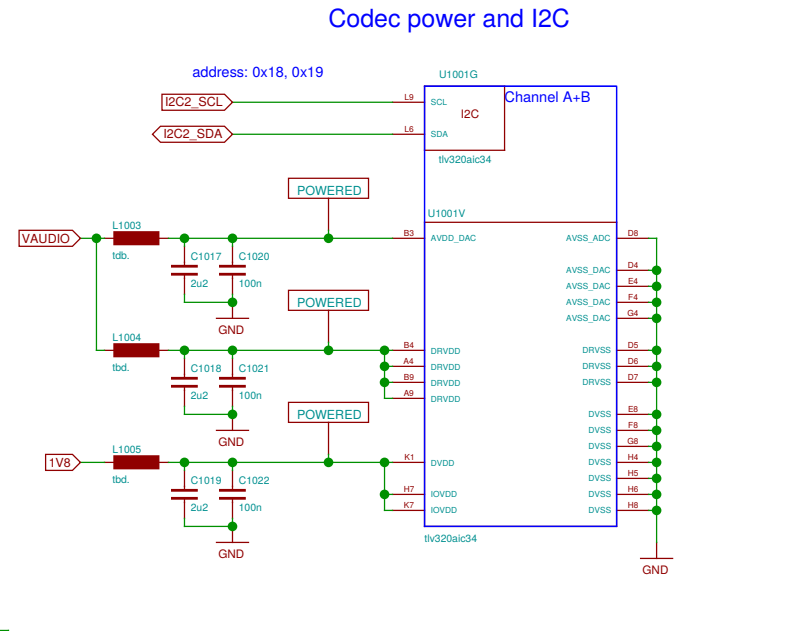 Codec power and I2C
address: 0x18, 0x19
U1001G
I2C2_SCL
L9
SCL
Channel A+B
I2C
I2C2_SDA
L6
SDA
tlv320aic34
POWERED
U1001V
VAUDIO
L1003
tdb.
B3
AVDD_DAC
AVSS_ADC
D8
C1017
2u2
C1020
100n
GND
AVSS_DAC
D4
AVSS_DAC
E4
AVSS_DAC
F4
AVSS_DAC
G4
POWERED
L1004
tbd.
C1018
2u2
C1021
100n
GND
B4
DRVDD
A4
DRVDD
B9
DRVDD
A9
DRVDD
DRVSS
D5
DRVSS
D6
DRVSS
D7
POWERED
1V8
L1005
tbd.
C1019
2u2
C1022
100n
GND
K1
DVDD
H7
IOVDD
K7
IOVDD
DVSS
E8
DVSS
F8
DVSS
G8
DVSS
H4
DVSS
H5
DVSS
H6
DVSS
H8
tlv320aic34
GND